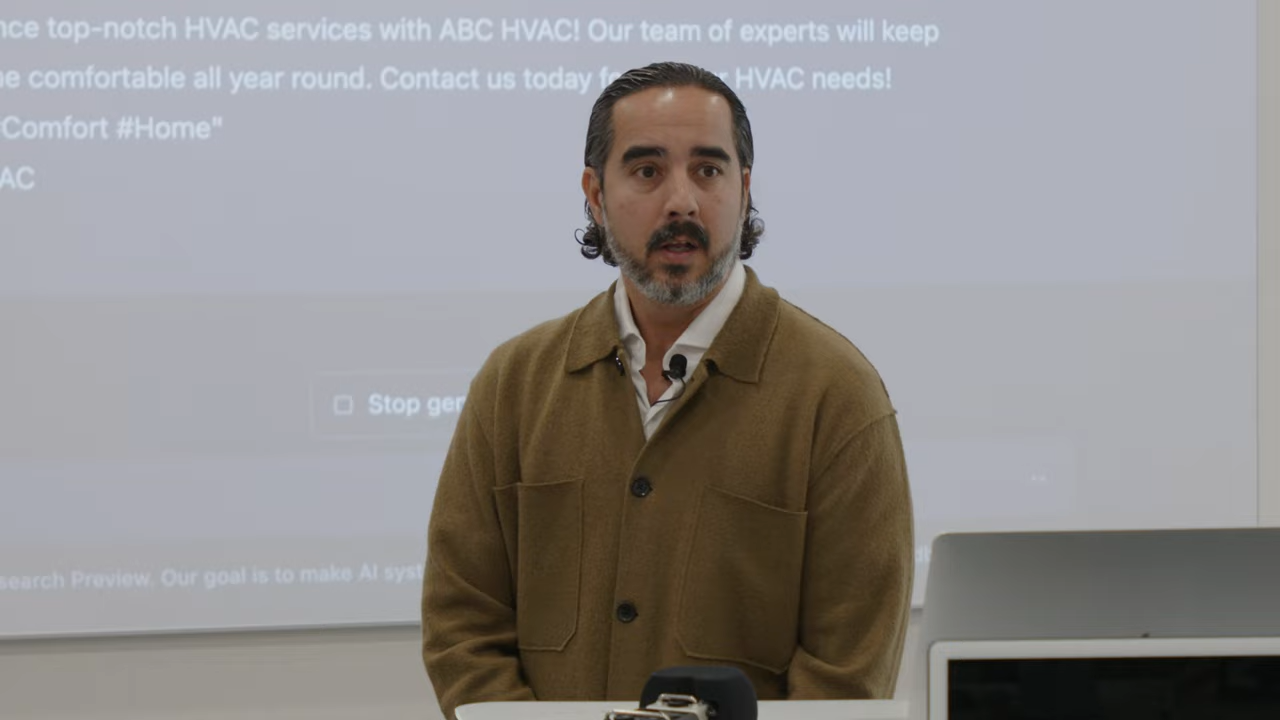 nce top-notch HVAC services with ABC HVAC! Our team of experts will keep
ne comfortable all year round. Contact us today f r HVAC needs!
Comfort #Home"
AC
Stop ger
search Preview. Our goal is to make AI syst